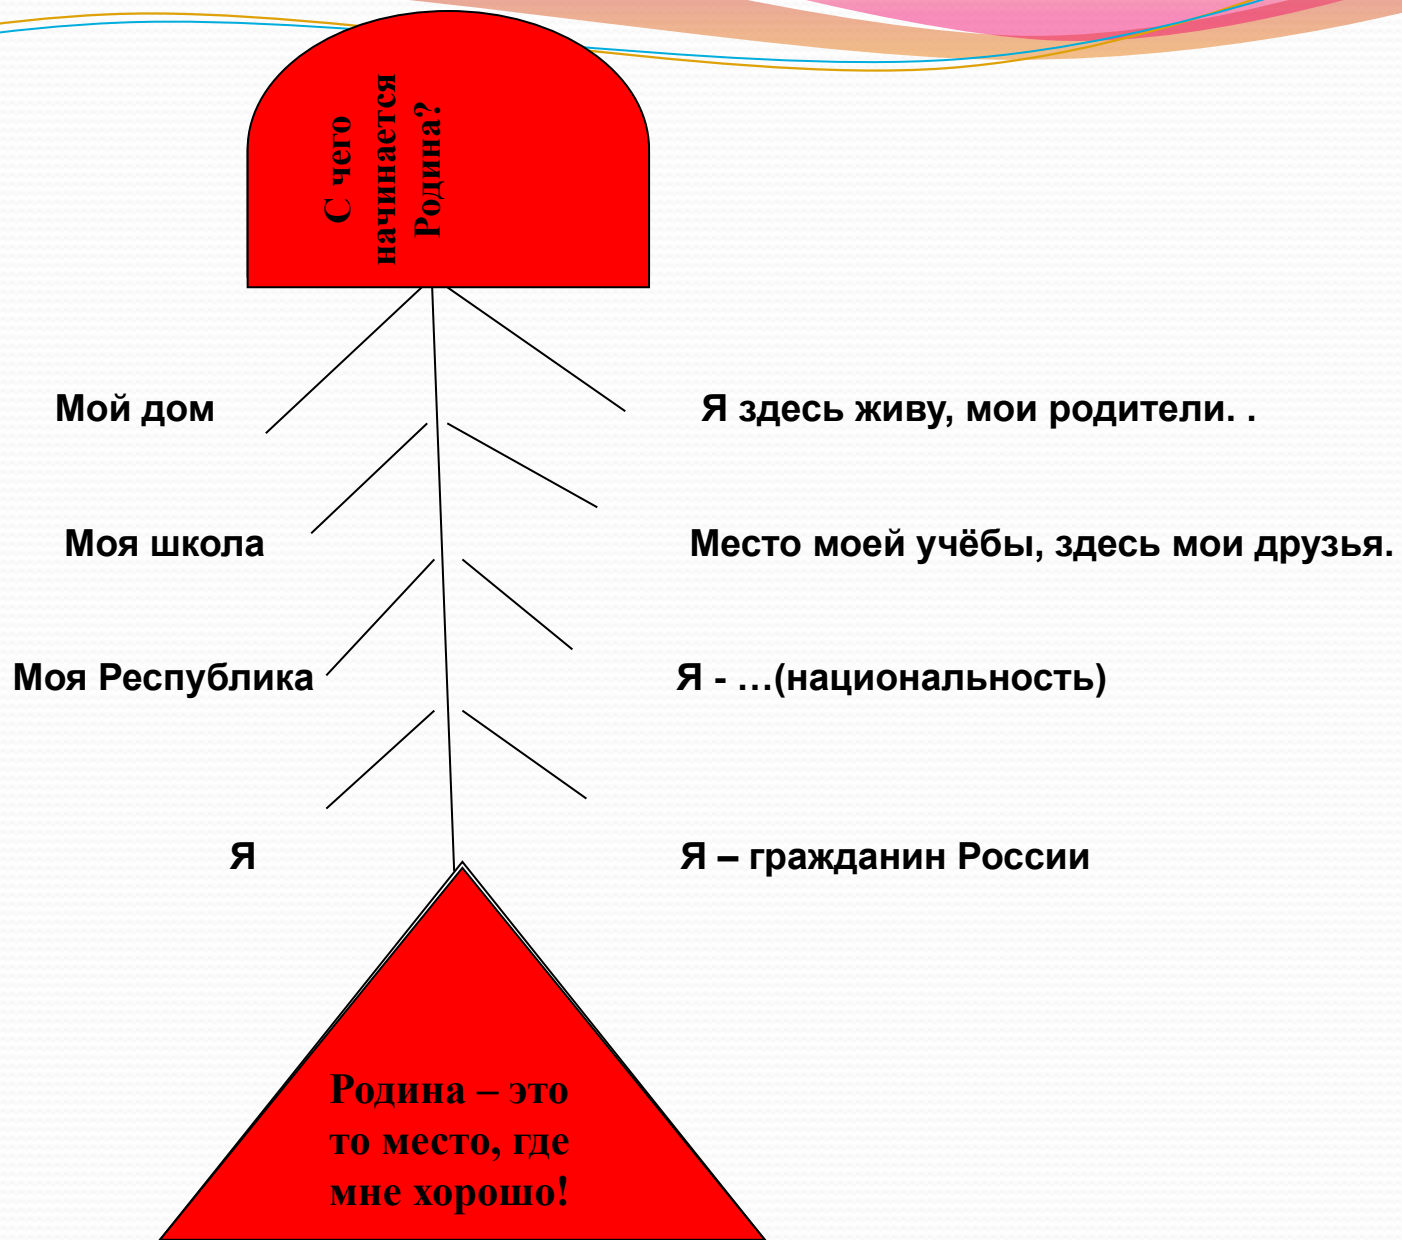 С чего
начинается
Родина?
Мой дом
Я здесь живу, мои родители. .
Моя школа
Место моей учёбы, здесь мои друзья.
Моя Республика
Я - …(национальность)
Я
Я – гражданин России
Родина – это
то место, где
мне хорошо!